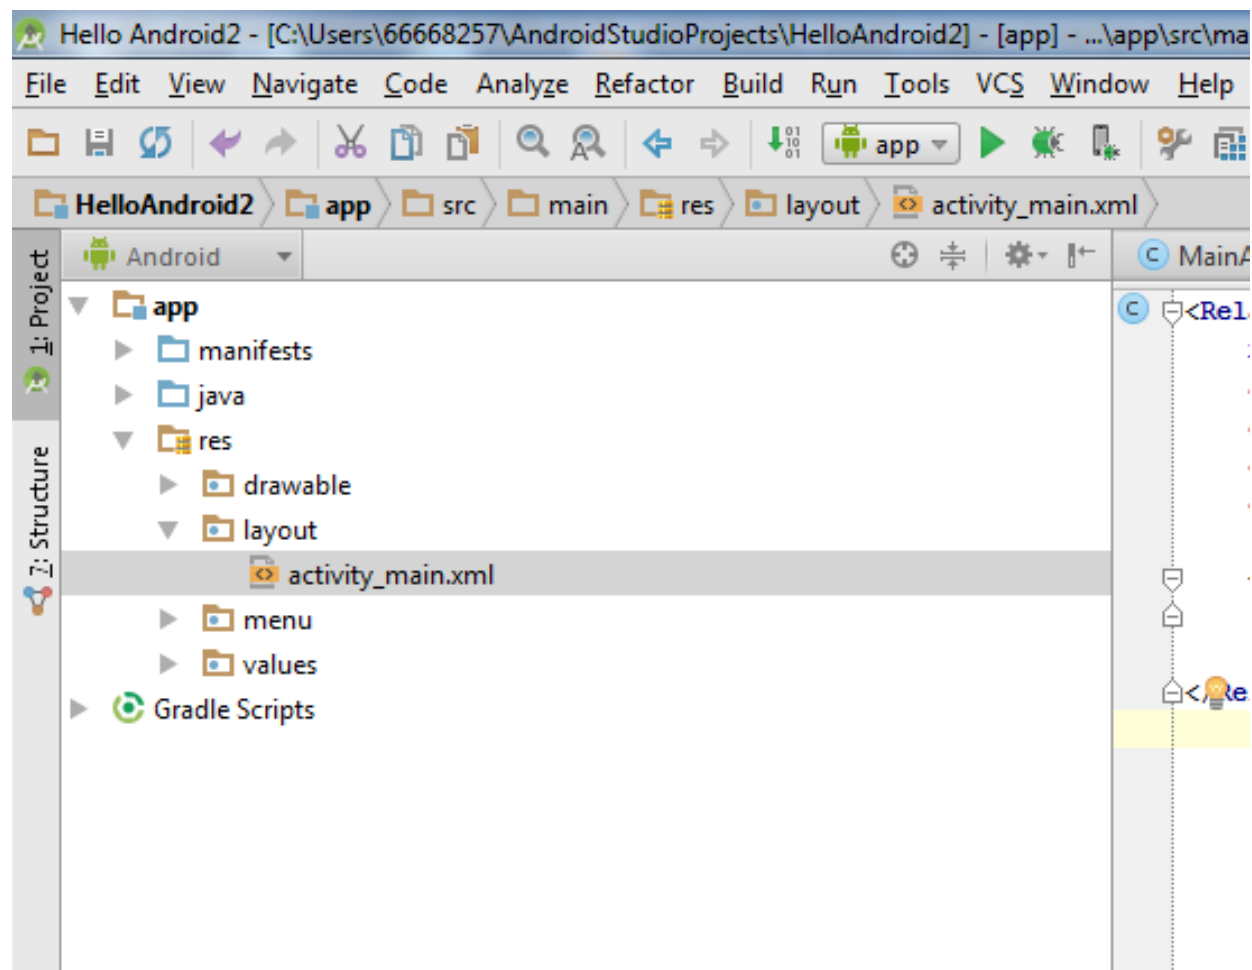 Hello Android2 - [C:\Users\66668257\AndroidStudioProjects\HelloAndroid2] - [app] - ...\app\src\ma
File Edit View Navigate Code Analyze Refactor Build Run Tools VCS Window Help
app
HelloAndroid2 app src main res layout activity_main.xml
1: Project
7: Structure
Android
app
manifests
java
res
drawable
layout
activity_main.xml
menu
values
Gradle Scripts
C MainA
C <Rela
</Re